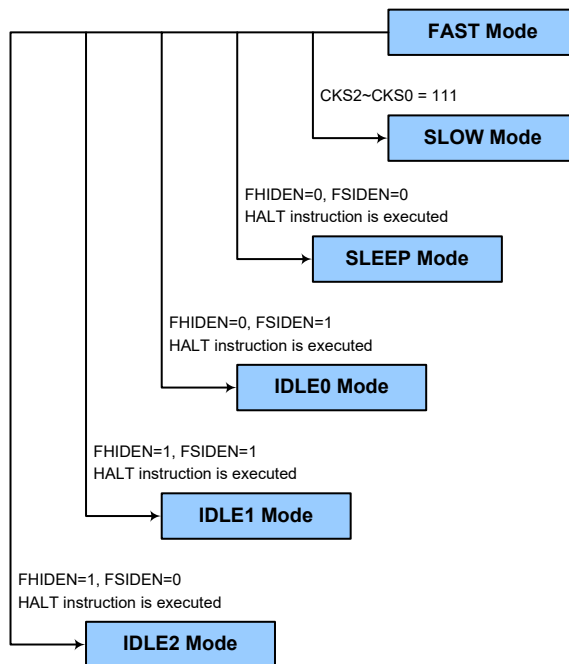 FAST Mode
CKS2~CKS0 = 111
SLOW Mode
FHIDEN=0, FSIDEN=0
HALT instruction is executed
SLEEP Mode
FHIDEN=0, FSIDEN=1
HALT instruction is executed
IDLE0 Mode
FHIDEN=1, FSIDEN=1
HALT instruction is executed
IDLE1 Mode
FHIDEN=1, FSIDEN=0
HALT instruction is executed
IDLE2 Mode